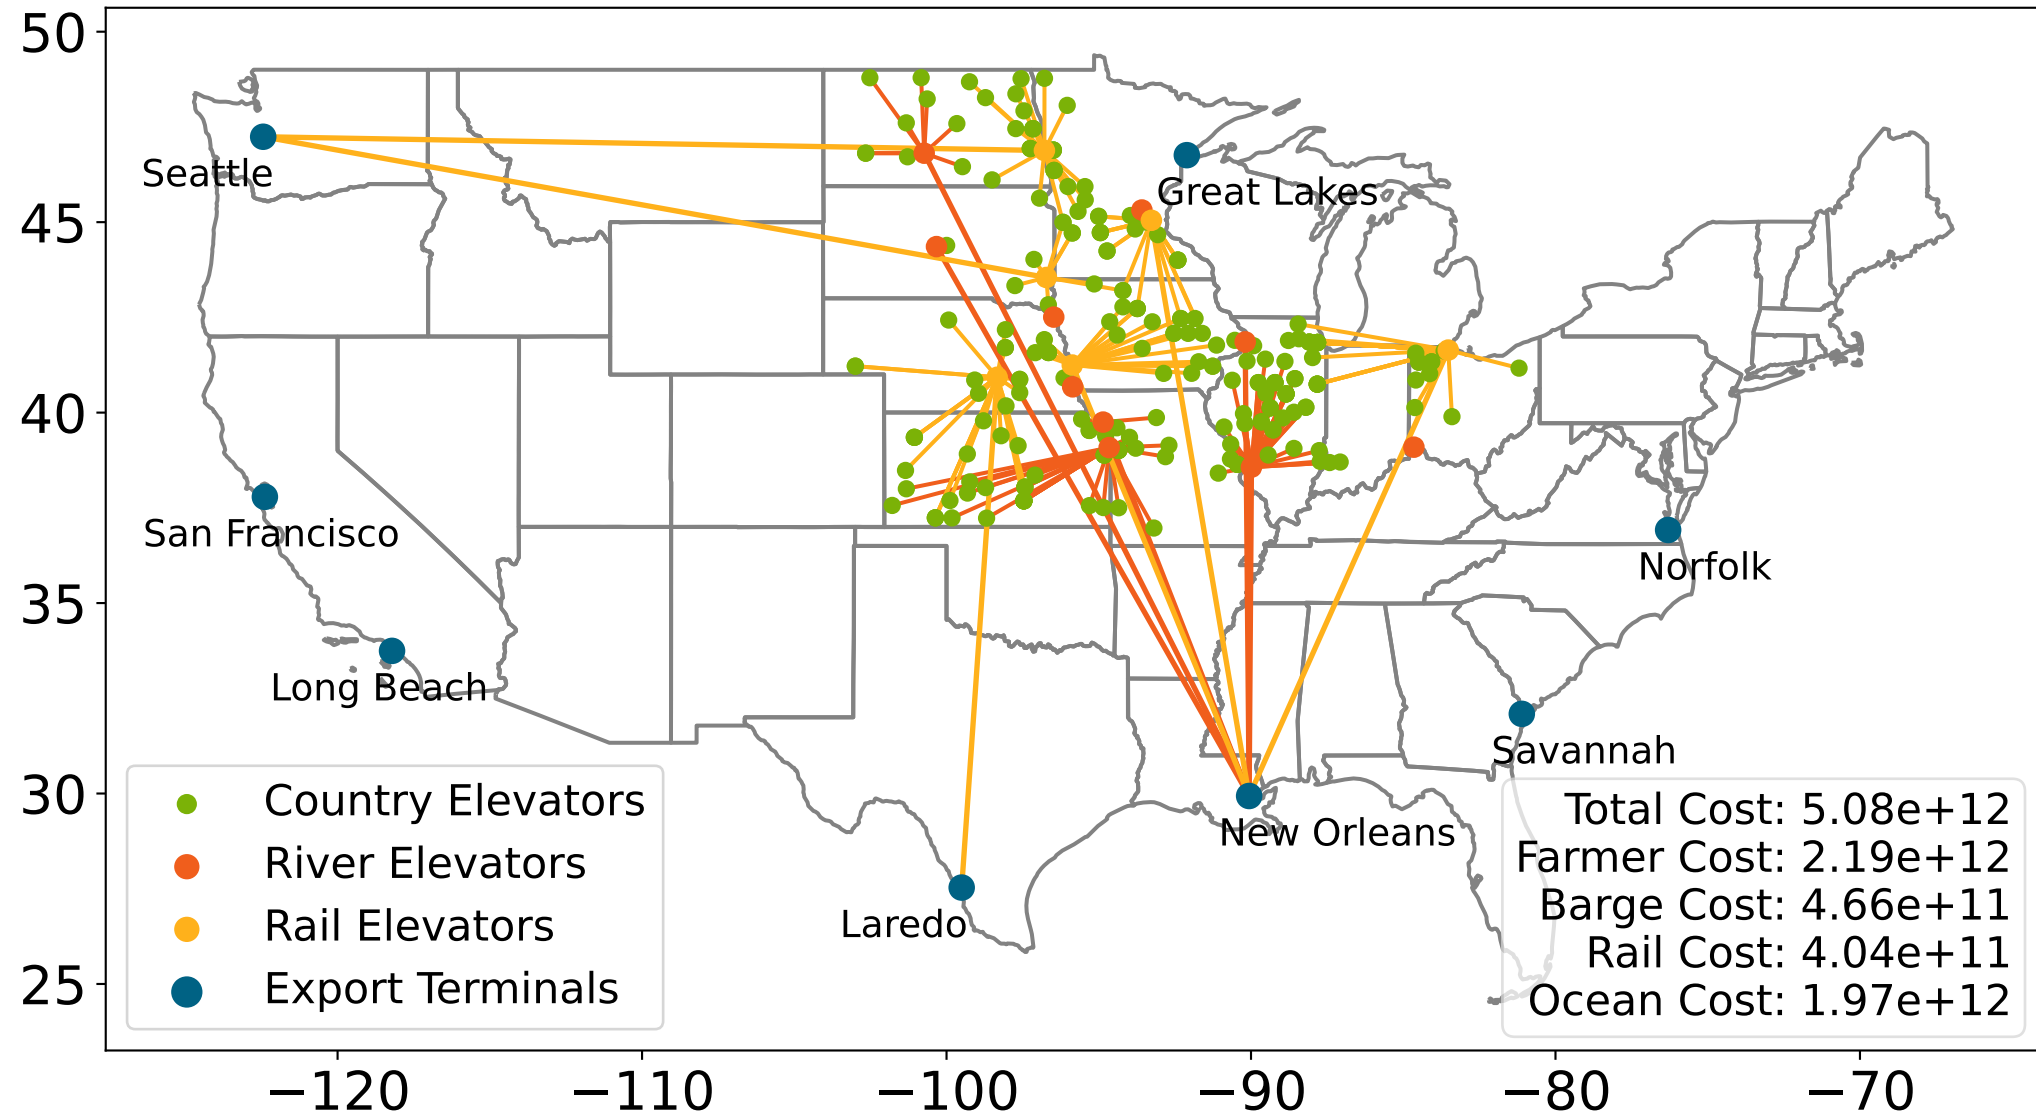 50
45
40
35
30
25
Seattle
Great Lakes
San Francisco
Norfolk
Long Beach
Savannah
New Orleans
Laredo
Country Elevators
River Elevators
Rail Elevators
Export Terminals
Total Cost: 5.08e+12
Farmer Cost: 2.19e+12
Barge Cost: 4.66e+11
Rail Cost: 4.04e+11
Ocean Cost: 1.97e+12
−120 −110 −100 −90 −80 −70